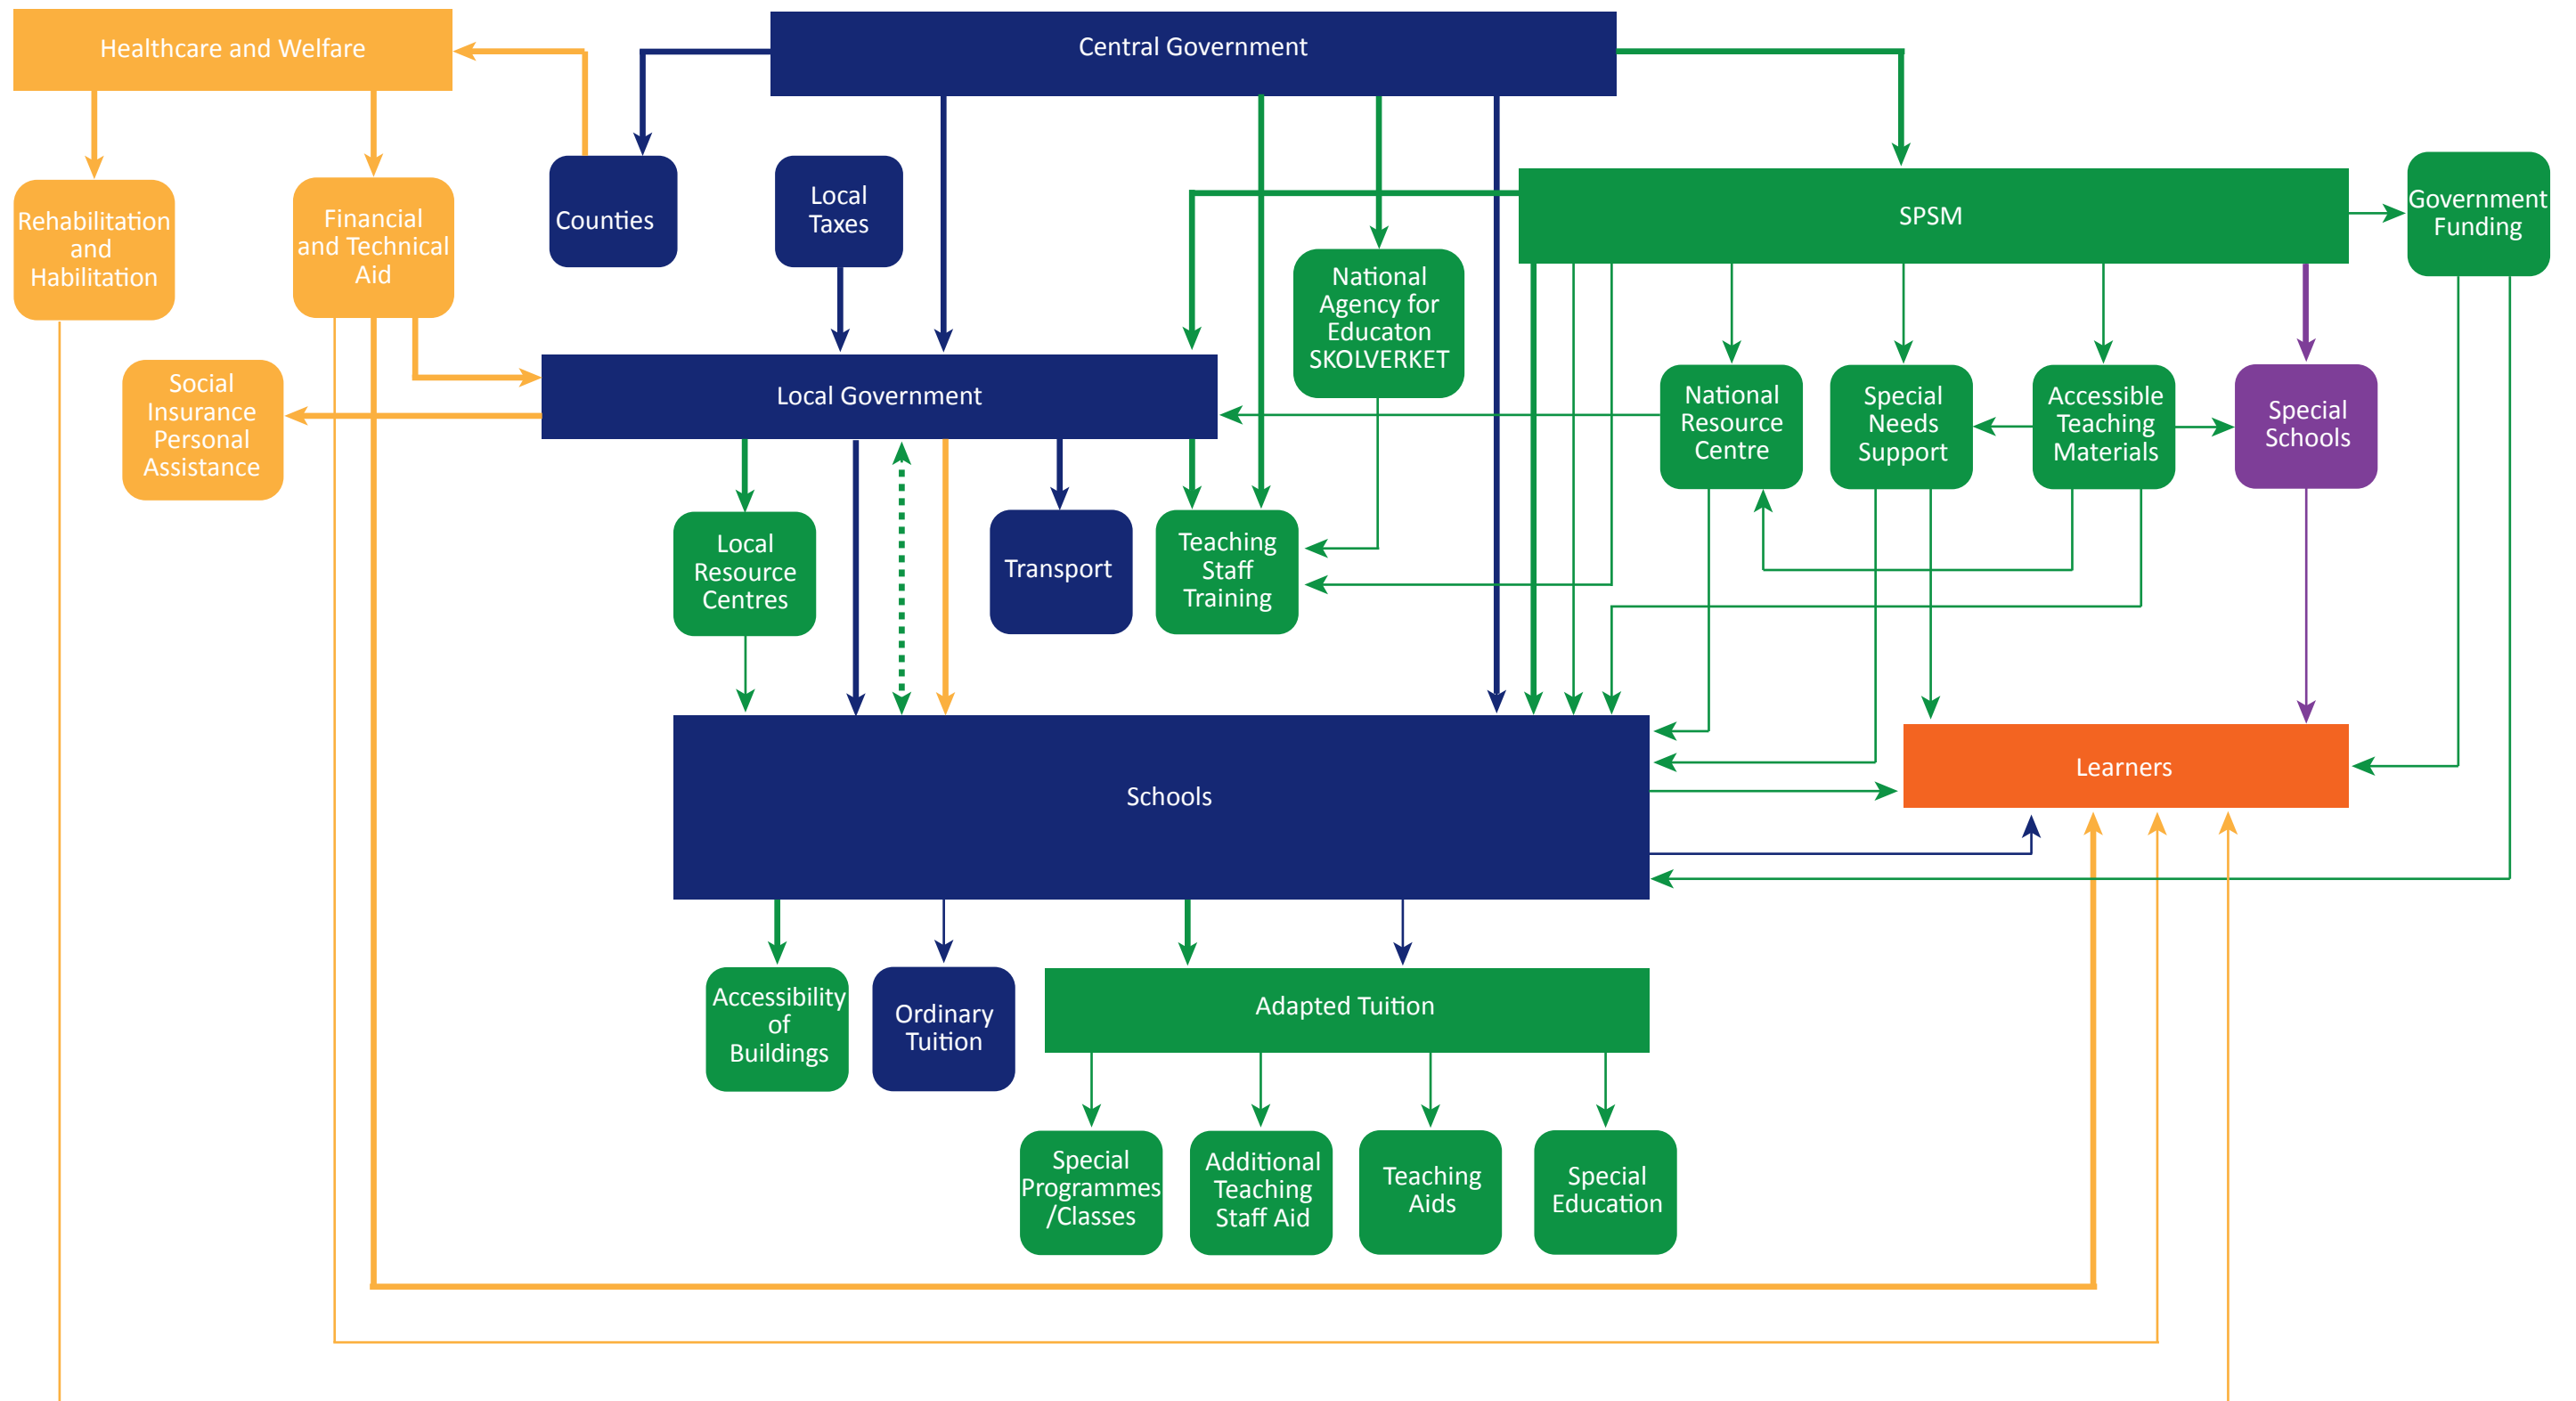 Healthcare and Welfare
Central Government
Rehabilitation
and
Habilitation
Financial
and Technical
Aid
Counties
Local
Taxes
SPSM
Government
Funding
National
Agency for
Educaton
SKOLVERKET
Social
Insurance
Personal
Assistance
Local Government
National
Resource
Centre
Special
Needs
Support
Accessible
Teaching
Materials
Special
Schools
Local
Resource
Centres
Transport
Teaching
Staff
Training
Schools
Learners
Accessibility
of
Buildings
Ordinary
Tuition
Adapted Tuition
Special
Programmes
/Classes
Additional
Teaching
Staff Aid
Teaching
Aids
Special
Education